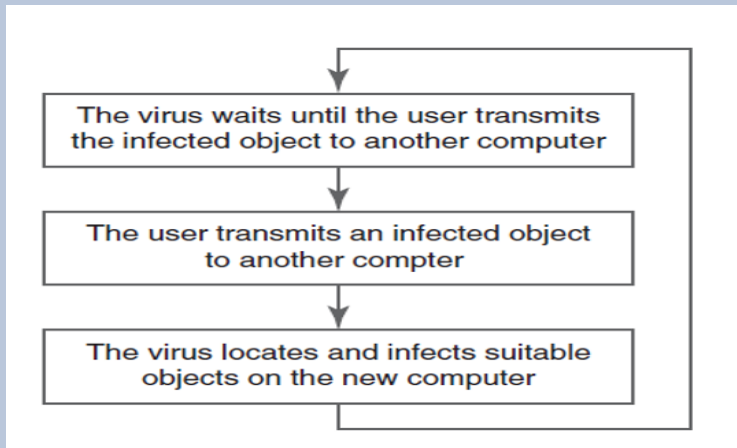 The virus waits until the user transmits
the infected object to another computer
The user transmits an infected object
to another compter
The virus locates and infects suitable
objects on the new computer